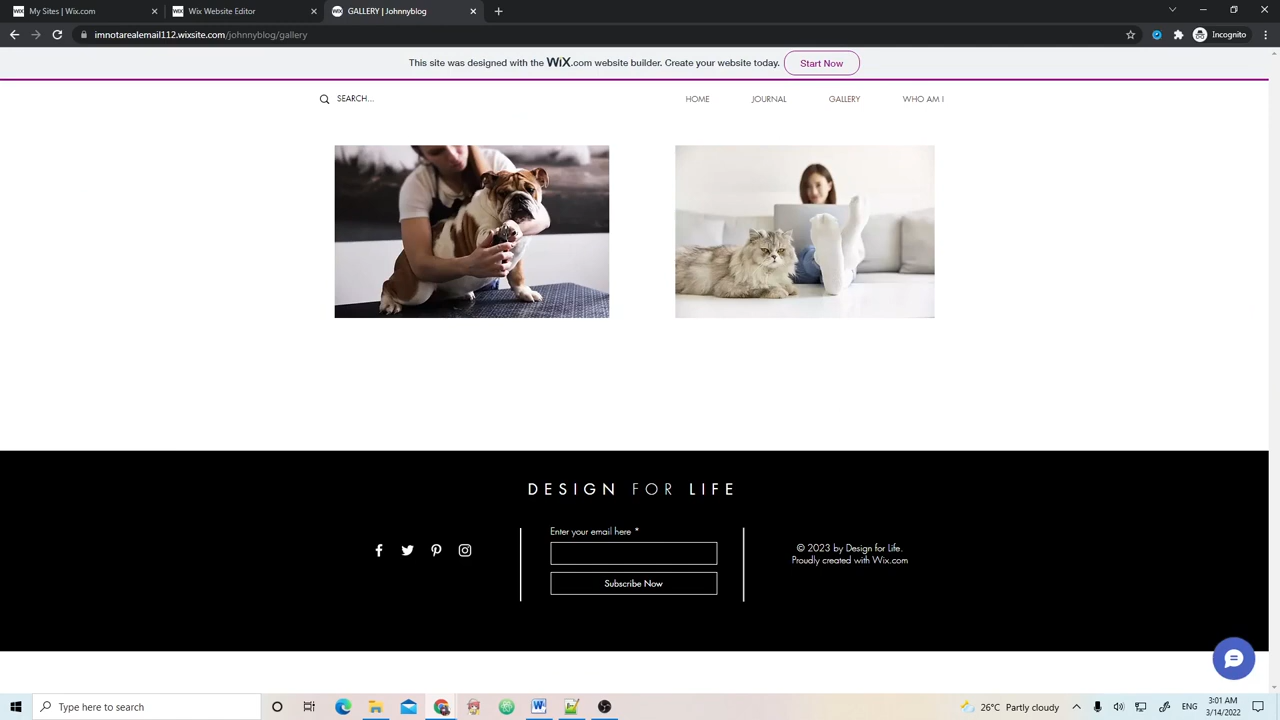 WiX My Sites | Wix.com
WiX Wix Website Editor
WiX GALLERY | Johnnyblog
imnotarealemail112.wixsite.com/johnnyblog/gallery
Incognito
This site was designed with the WiX.com website builder. Create your website today.
Start Now
SEARCH...
HOME
JOURNAL
GALLERY
WHO AM I
DESIGN FOR LIFE
Enter your email here *
Subscribe Now
© 2023 by Design for Life.
Proudly created with Wix.com
Type here to search
26°C Partly cloudy
ENG
3:01 AM
3/14/2022